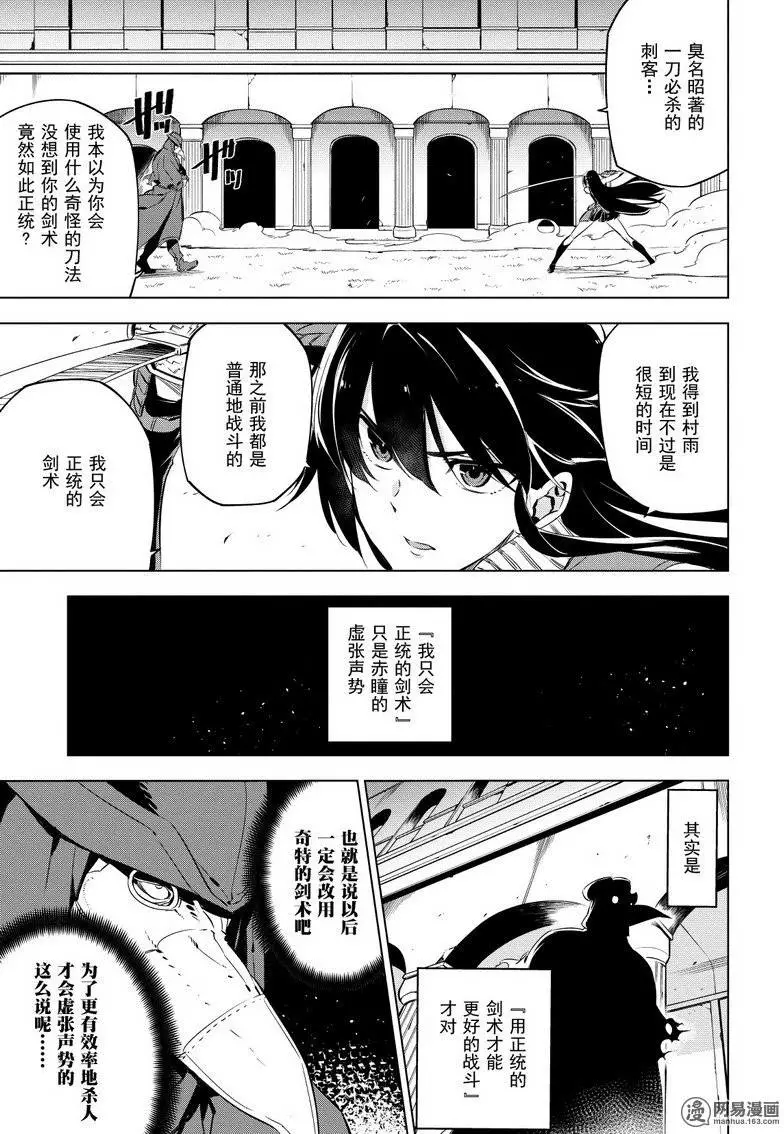 臭名昭著的
一刀必杀的
刺客…
我本以为你会
使用什么奇怪的刀法
没想到你的剑术
竟然如此正统?
我得到村雨
到现在不过是
很短的时间
那之前我都是
普通地战斗的
我只会
正统的
剑术
『我只会
正统的剑术』
只是赤瞳的
虚张声势
其实是
『用正统的
剑术才能
更好的战斗』
才对
也就是说以后
一定会改用
奇特的剑术吧
为了更有效率地杀人
才会虚张声势的
这么说呢……
漫 网易漫画
manhua.163.com